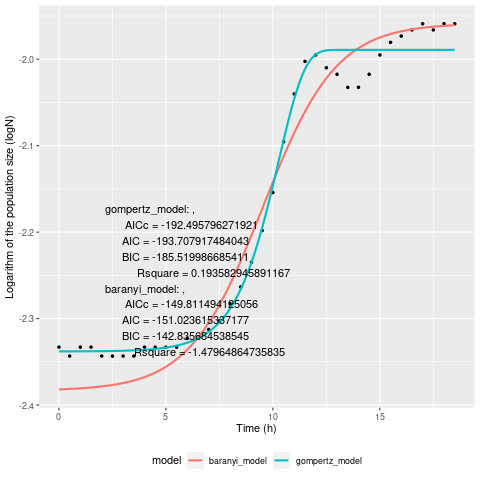 -2.0
-2.1
-2.2
-2.3
-2.4
Logarithm of the population size (logN)
gompertz_model: ,
AICc = -192.495796271921
AIC = -193.707917484043
BIC = -185.519986685411
Rsquare = 0.193582945891167
baranyi_model: ,
AICc = -149.811494125056
AIC = -151.023615337177
BIC = -142.835684538545
Rsquare = -1.47964864735835
0 5 10 15
Time (h)
model baranyi_model gompertz_model